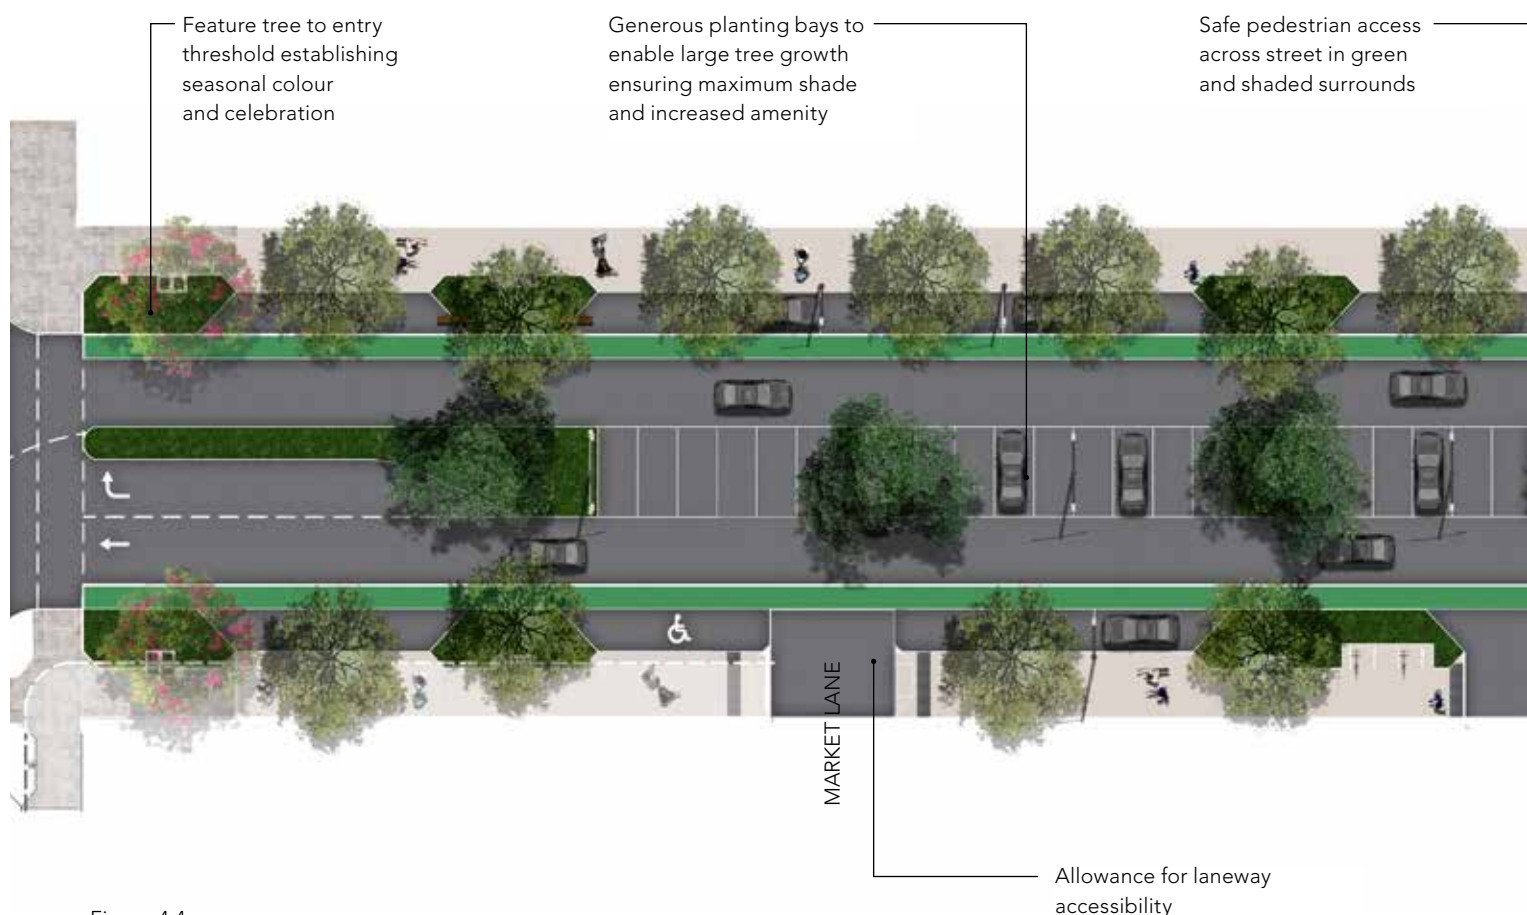 Feature tree to entry
threshold establishing
seasonal colour
and celebration
Generous planting bays to
enable large tree growth
ensuring maximum shade
and increased amenity
Safe pedestrian access
across street in green
and shaded surrounds
MARKET LANE
Allowance for laneway
accessibility